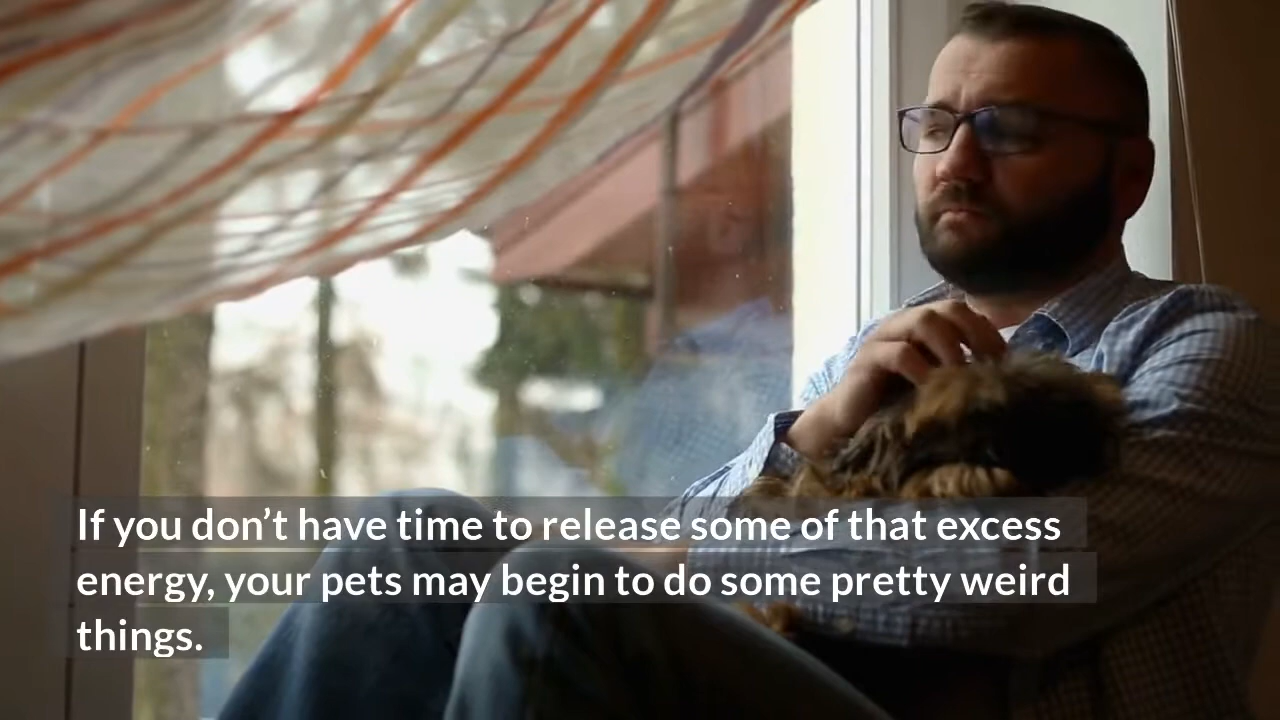 If you don’t have time to release some of that excess
energy, your pets may begin to do some pretty weird
things.